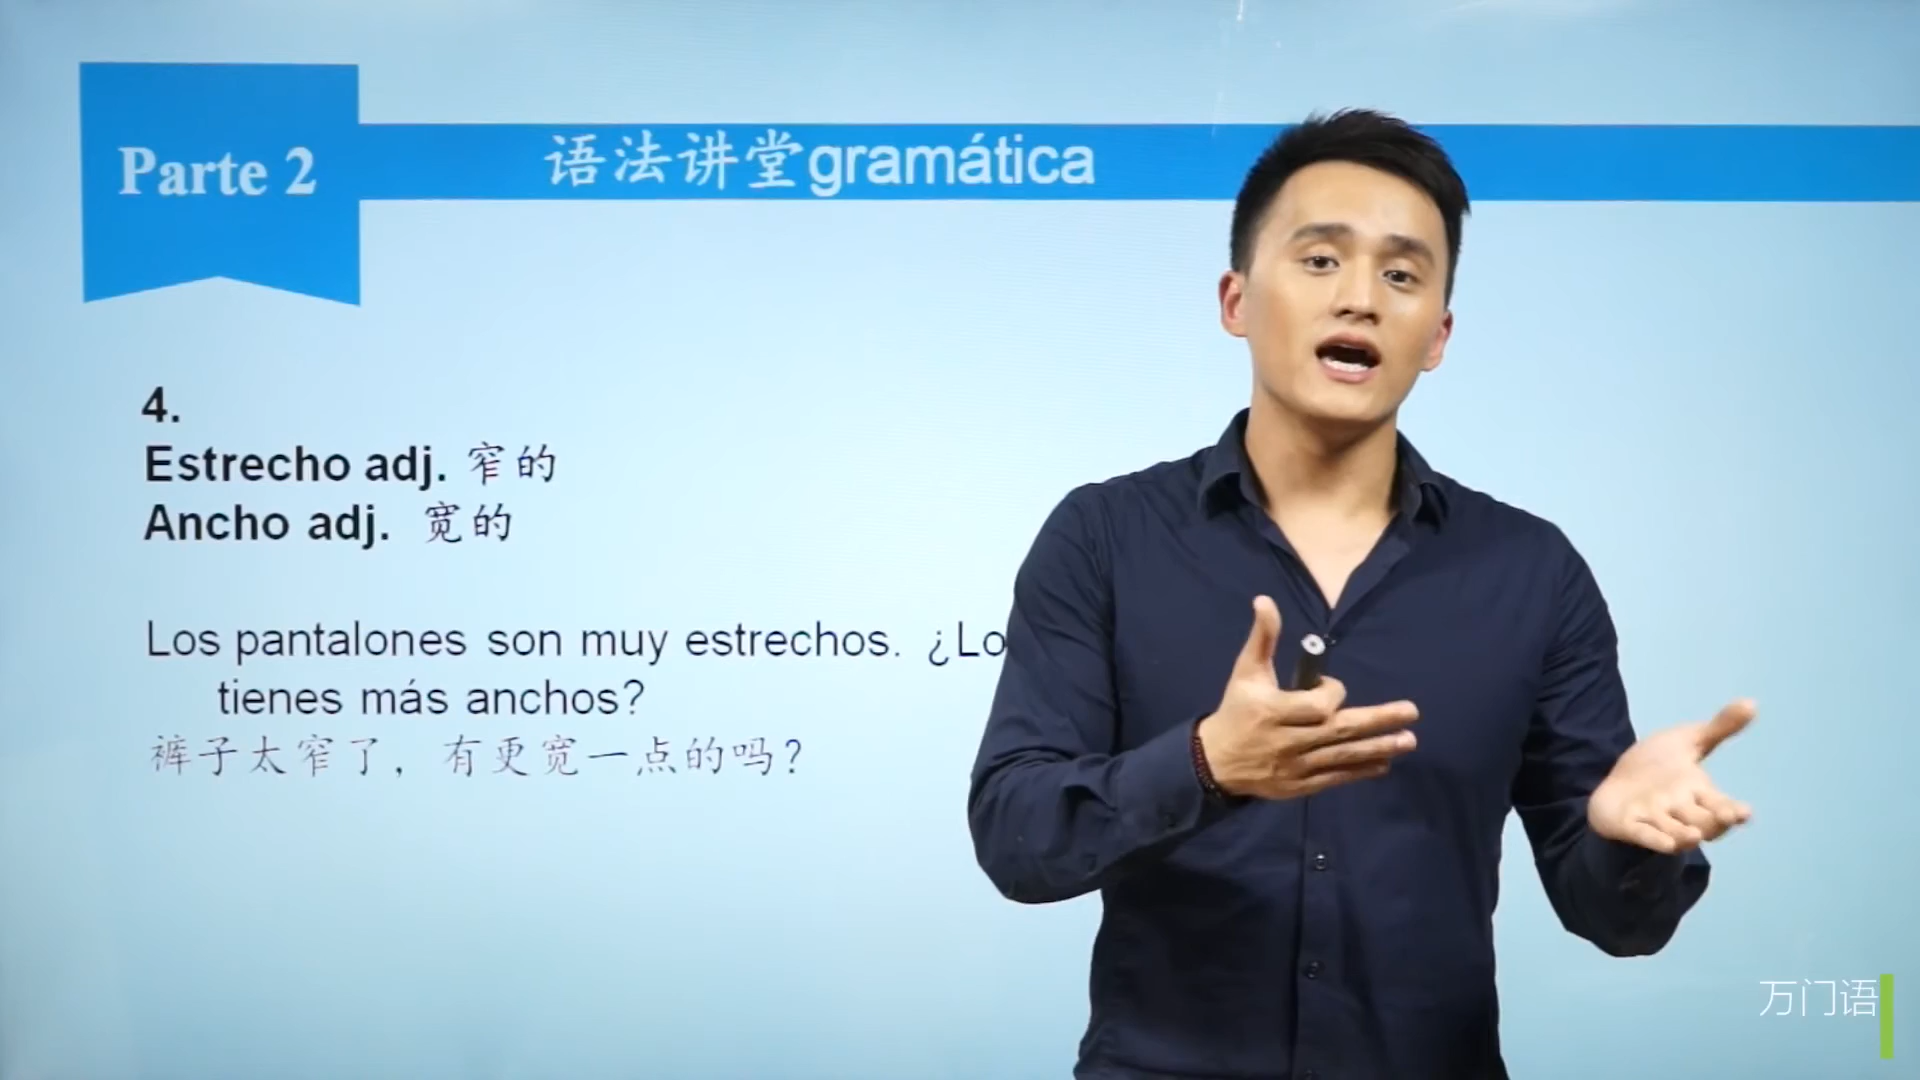 Parte 2
语法讲堂gramática
4.
Estrecho adj. 窄的
Ancho adj. 宽的
Los pantalones son muy estrechos. ¿Lo
tienes más anchos?
裤子太窄了，有更宽一点的吗？
万门语